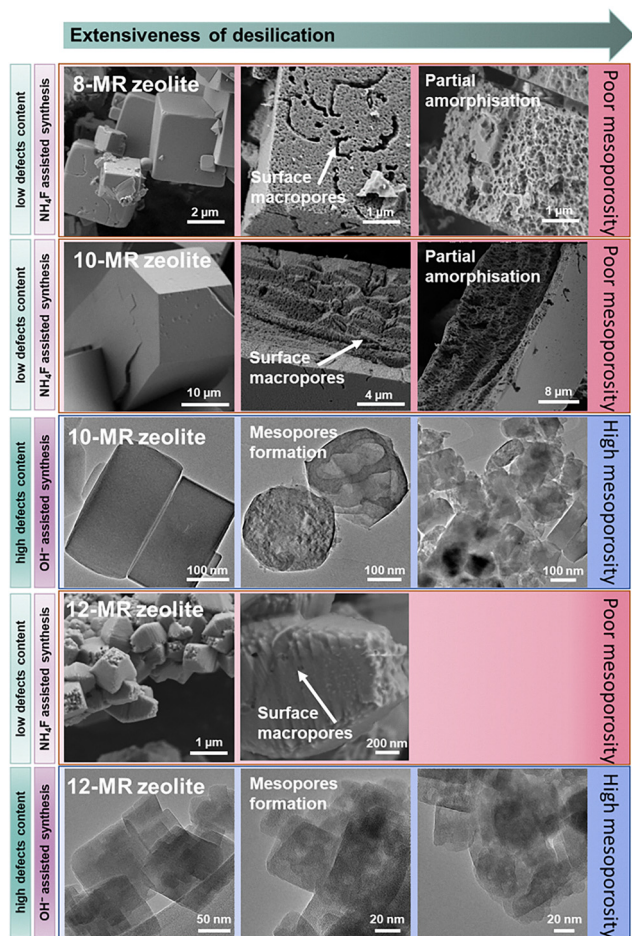 Extensiveness of desilication
low defects content
NH₄F assisted synthesis
8-MR zeolite
2 µm
Surface
macropores
1 µm
Partial
amorphisation
1 µm
Poor mesoporosity
low defects content
NH₄F assisted synthesis
10-MR zeolite
10 µm
Surface
macropores
4 µm
Partial
amorphisation
8 µm
Poor mesoporosity
high defects content
OH⁻ assisted synthesis
10-MR zeolite
100 nm
Mesopores
formation
100 nm
100 nm
High mesoporosity
low defects content
NH₄F assisted synthesis
12-MR zeolite
1 µm
Surface
macropores
200 nm
Poor mesoporosity
high defects content
OH⁻ assisted synthesis
12-MR zeolite
50 nm
Mesopores
formation
20 nm
20 nm
High mesoporosity